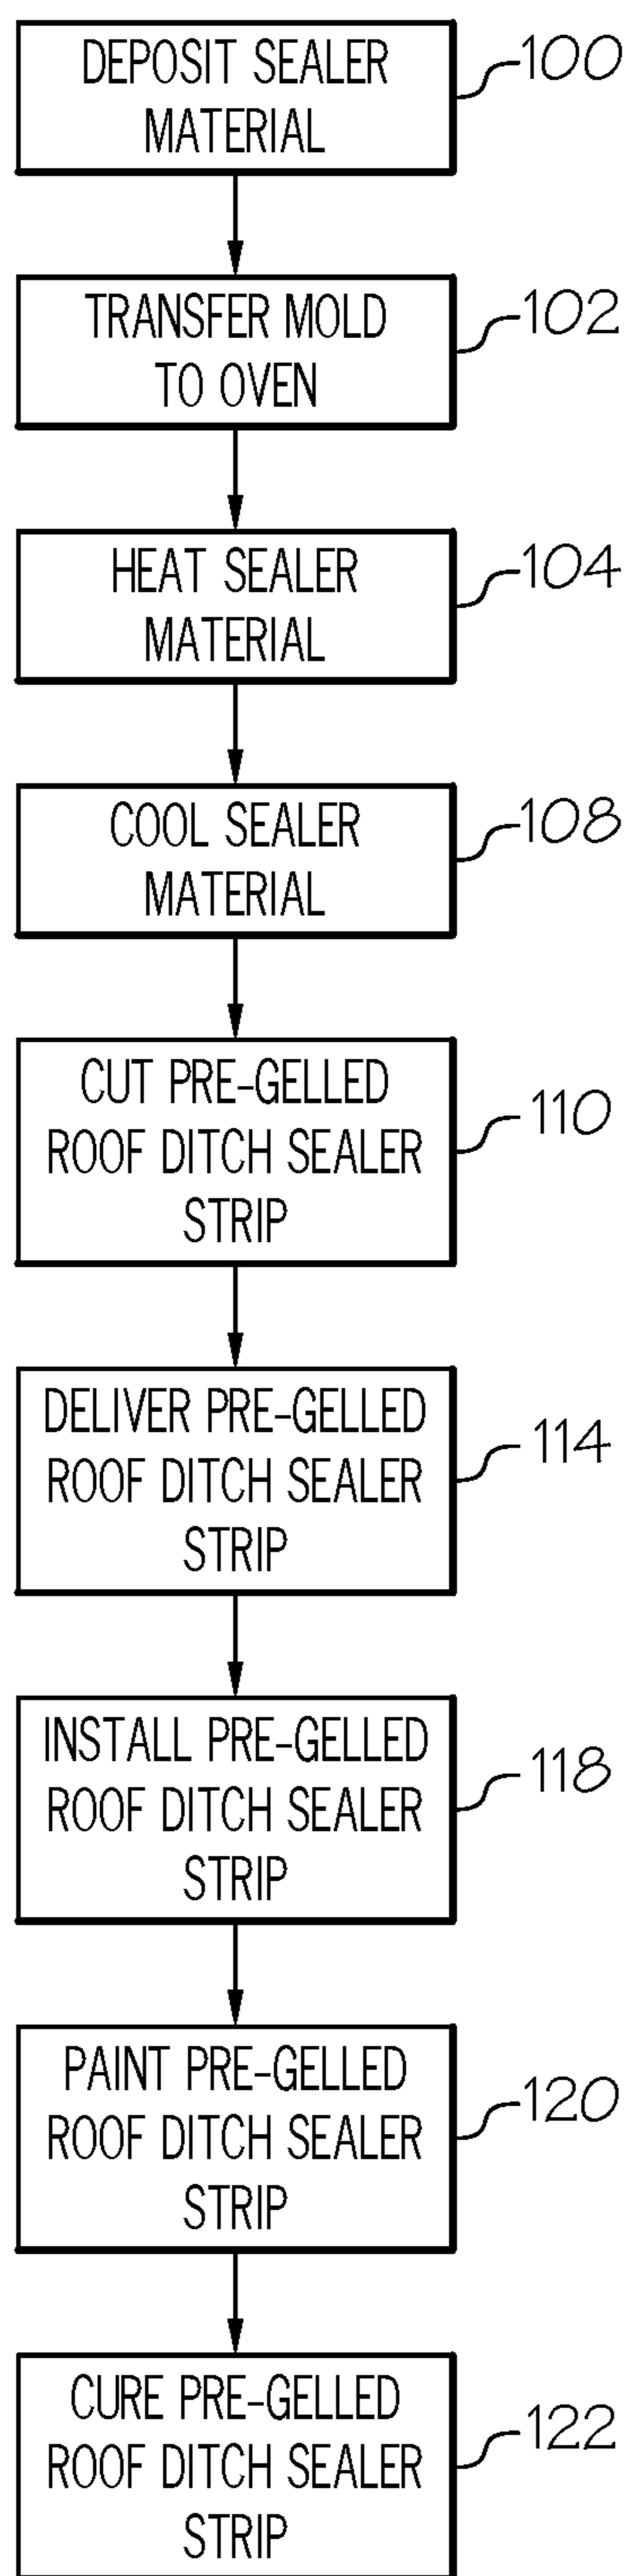 DEPOSIT SEALER
MATERIAL
100
TRANSFER MOLD
TO OVEN
102
HEAT SEALER
MATERIAL
104
COOL SEALER
MATERIAL
108
CUT PRE-GELLED
ROOF DITCH SEALER
STRIP
110
DELIVER PRE-GELLED
ROOF DITCH SEALER
STRIP
114
INSTALL PRE-GELLED
ROOF DITCH SEALER
STRIP
118
PAINT PRE-GELLED
ROOF DITCH SEALER
STRIP
120
CURE PRE-GELLED
ROOF DITCH SEALER
STRIP
122